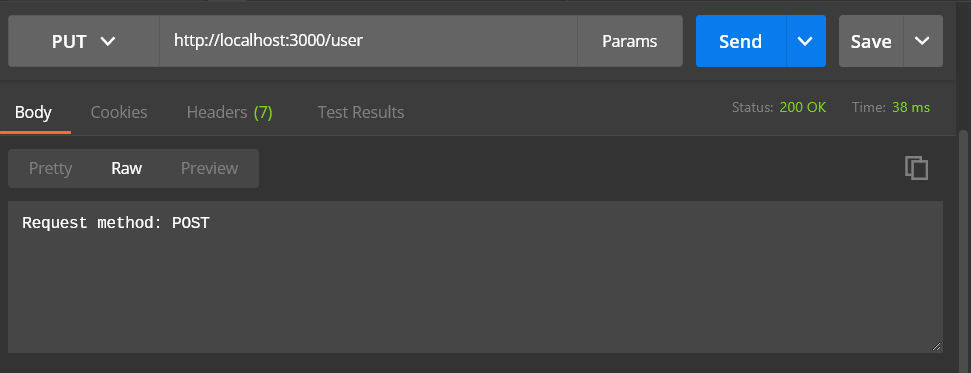 PUT http://localhost:3000/user Params Send Save
Body Cookies Headers (7) Test Results Status: 200 OK Time: 38 ms
Pretty Raw Preview
Request method: POST